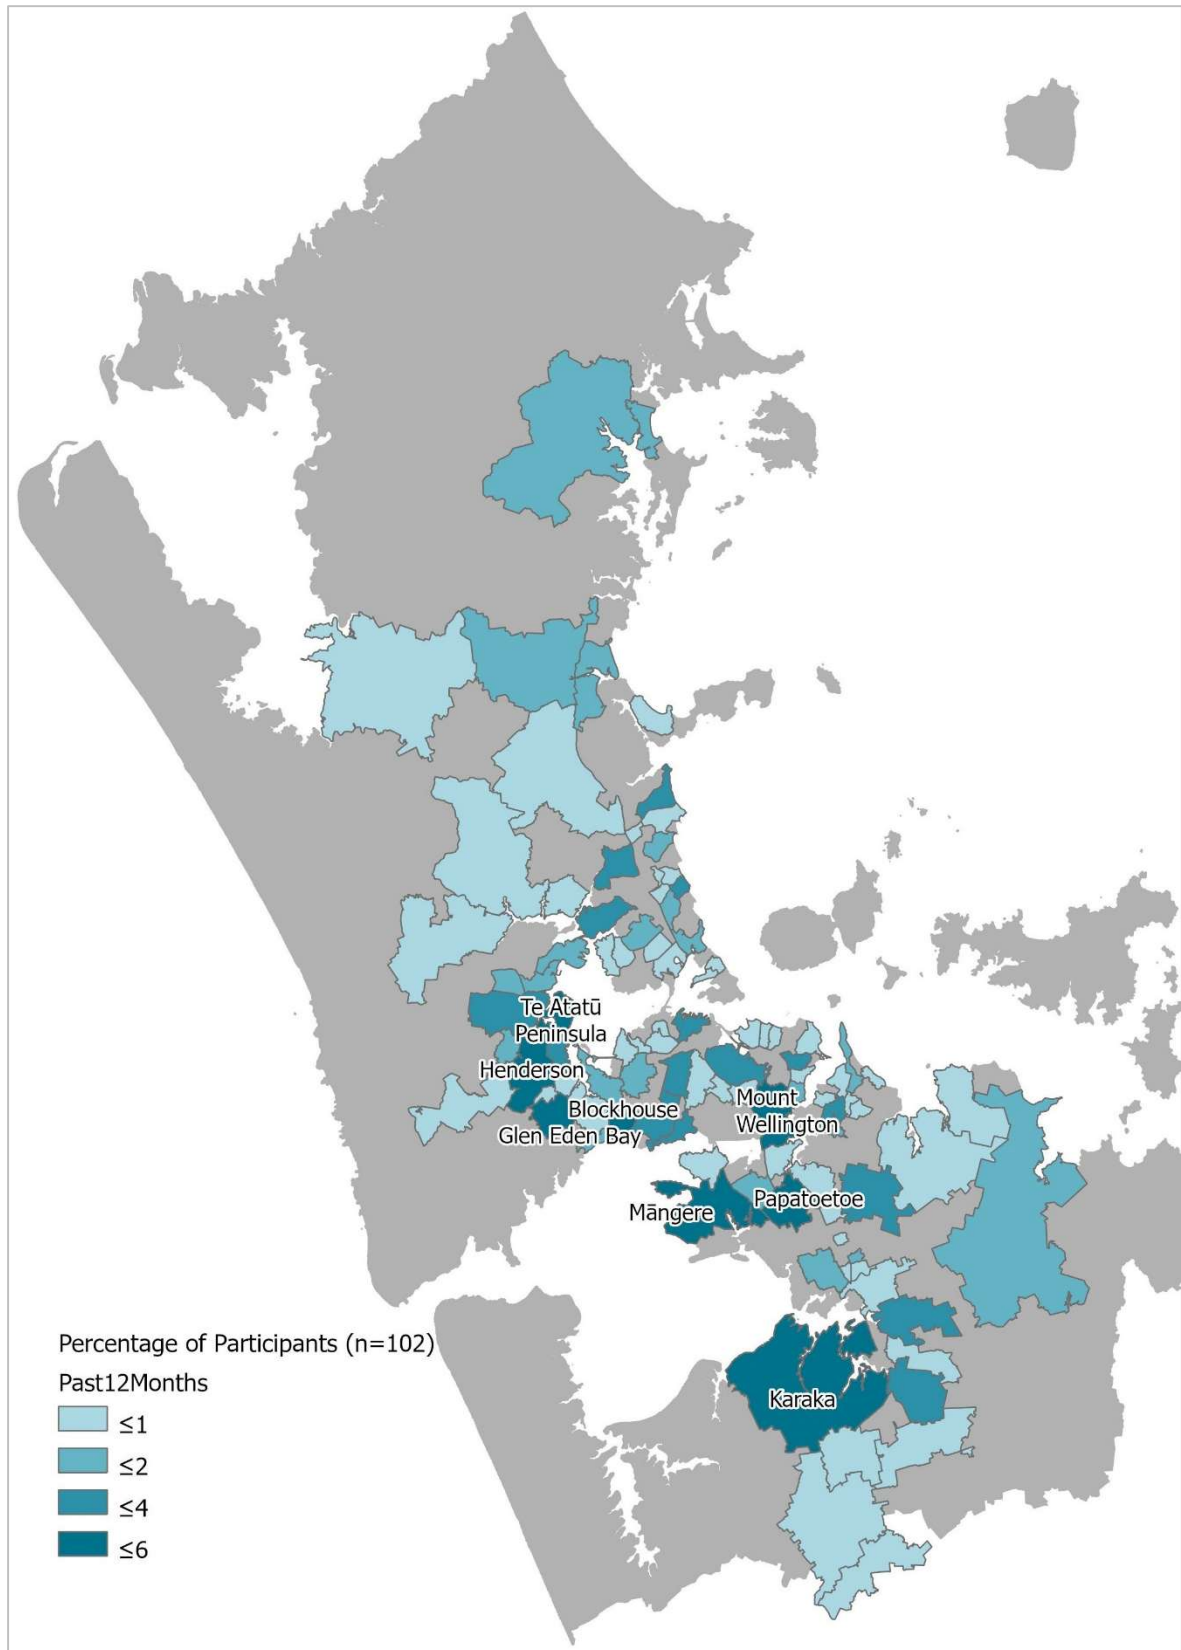 Te Atatū
Peninsula
Henderson
Blockhouse
Glen Eden Bay
Mount
Wellington
Māngere
Papatoetoe
Karaka
Percentage of Participants (n=102)
Past12Months
≤1
≤2
≤4
≤6